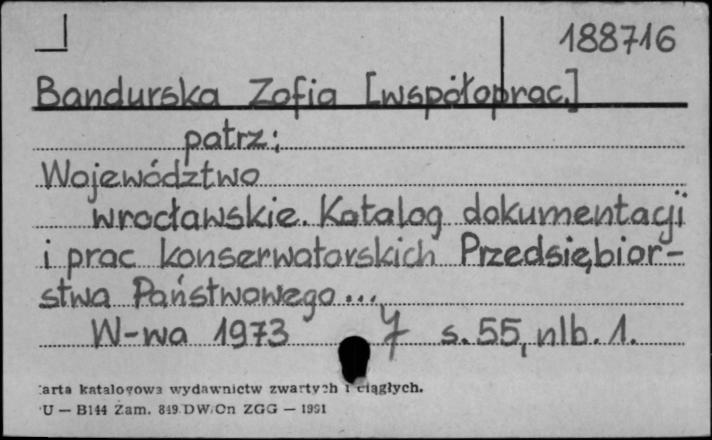 188716
Bandurska Zofia [współoprac.]
patrz:
Województwo
wrocławskie. Katalog dokumentacji
i prac konserwatorskich Przedsiębior-
stwa Państwowego...
W-wa 1973 s. 55, nlb. 1.
arta katalogowa wydawnictw zwartych i ciągłych.
U — B144 Zam. 849 DW/On ZGG — 1991